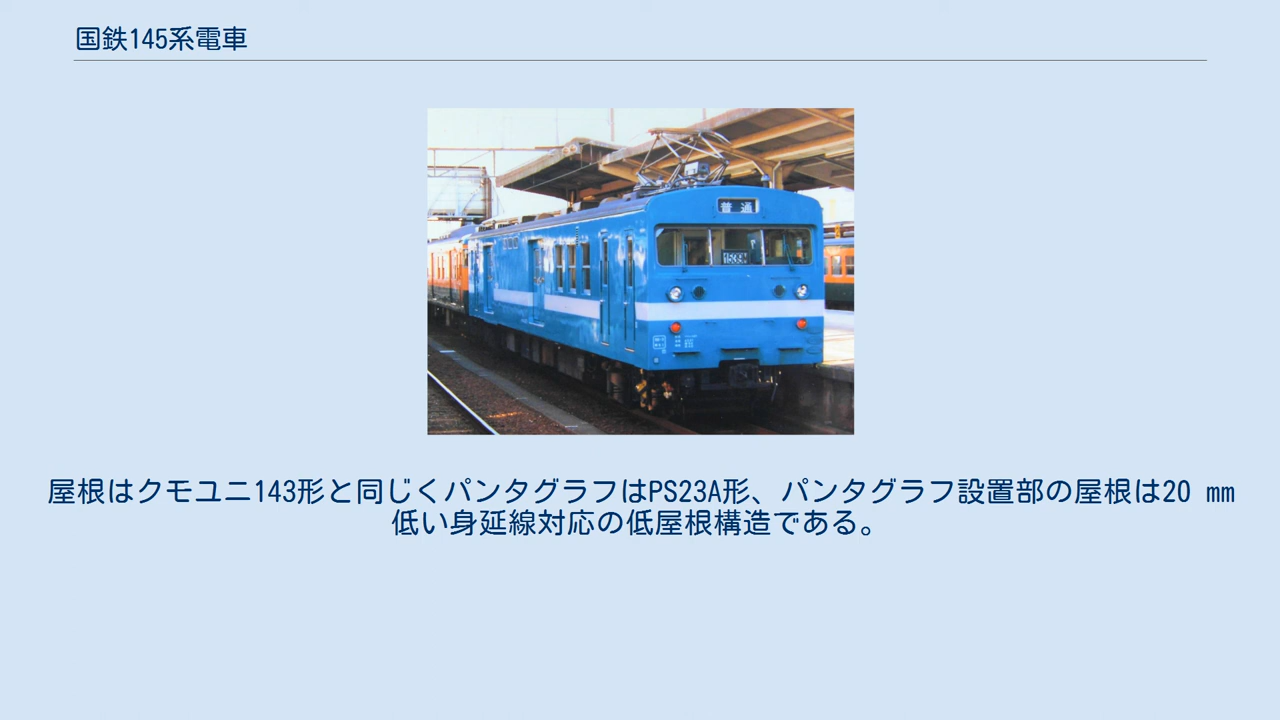 国鉄145系電車
普通
屋根はクモユニ143形と同じくパンタグラフはPS23A形、パンタグラフ設置部の屋根は20 mm
低い身延線対応の低屋根構造である。